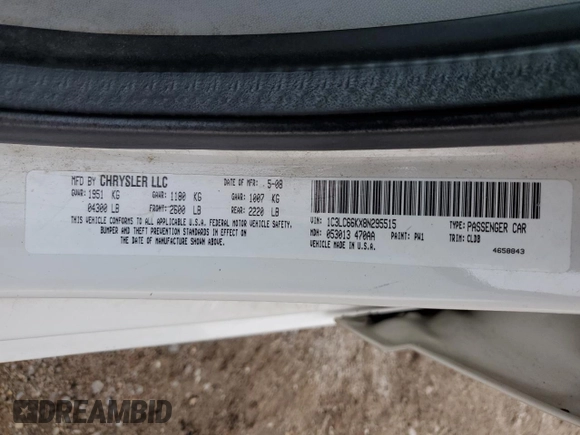 MFD BY CHRYSLER LLC DATE OF MFR: 5-08
GVWR: 1951 KG GAWR: 1180 KG GAWR: 1007 KG
04300 LB FRONT: 2600 LB REAR: 2220 LB
THIS VEHICLE CONFORMS TO ALL APPLICABLE U.S.A. FEDERAL MOTOR VEHICLE SAFETY,
BUMPER AND THEFT PREVENTION STANDARDS IN EFFECT ON
THE DATE OF MANUFACTURE SHOWN ABOVE.
VIN: 1C3LC66KX8N295515 TYPE: PASSENGER CAR
MDH: 053013 470AA PAINT: PW1 TRIM: CLDB
VEHICLE MADE IN U.S.A.
4658843
DREAMBID